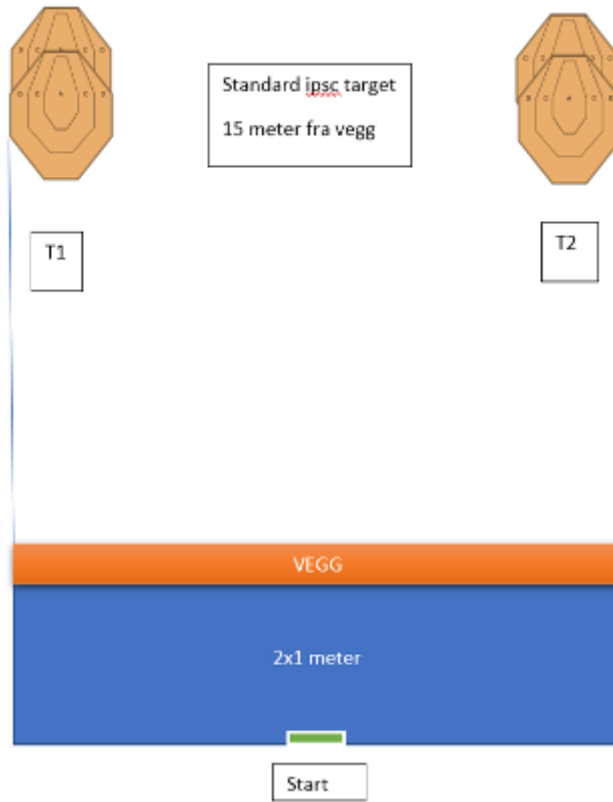 Standard ipsc target
15 meter fra vegg
T1
T2
VEGG
2x1 meter
Start